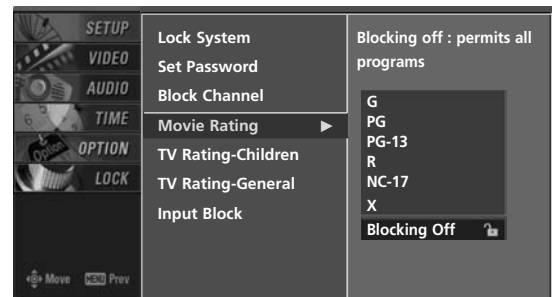 SETUP
VIDEO
AUDIO
TIME
OPTION
LOCK
Move MENU Prev
Lock System
Set Password
Block Channel
Movie Rating ►
TV Rating-Children
TV Rating-General
Input Block
Blocking off : permits all
programs
G
PG
PG-13
R
NC-17
X
Blocking Off